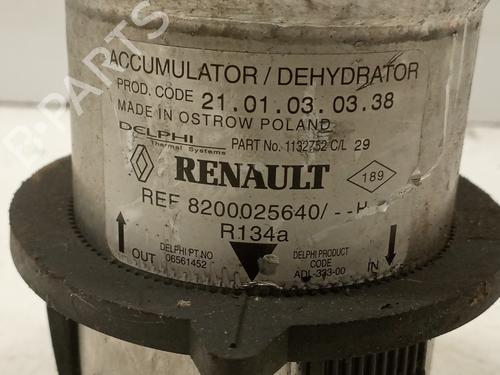 ACCUMULATOR / DEHYDRATOR
PROD. CODE 21.01.03.03.38
MADE IN OSTROW POLAND
DELPHI
Thermal Systems
PART No. 1132752 C/L 29
RENAULT
189
REF 8200025640/--H
R134a
OUT
DELPHI PT.NO
06561452
DELPHI PRODUCT
CODE
ADL-333-00
IN